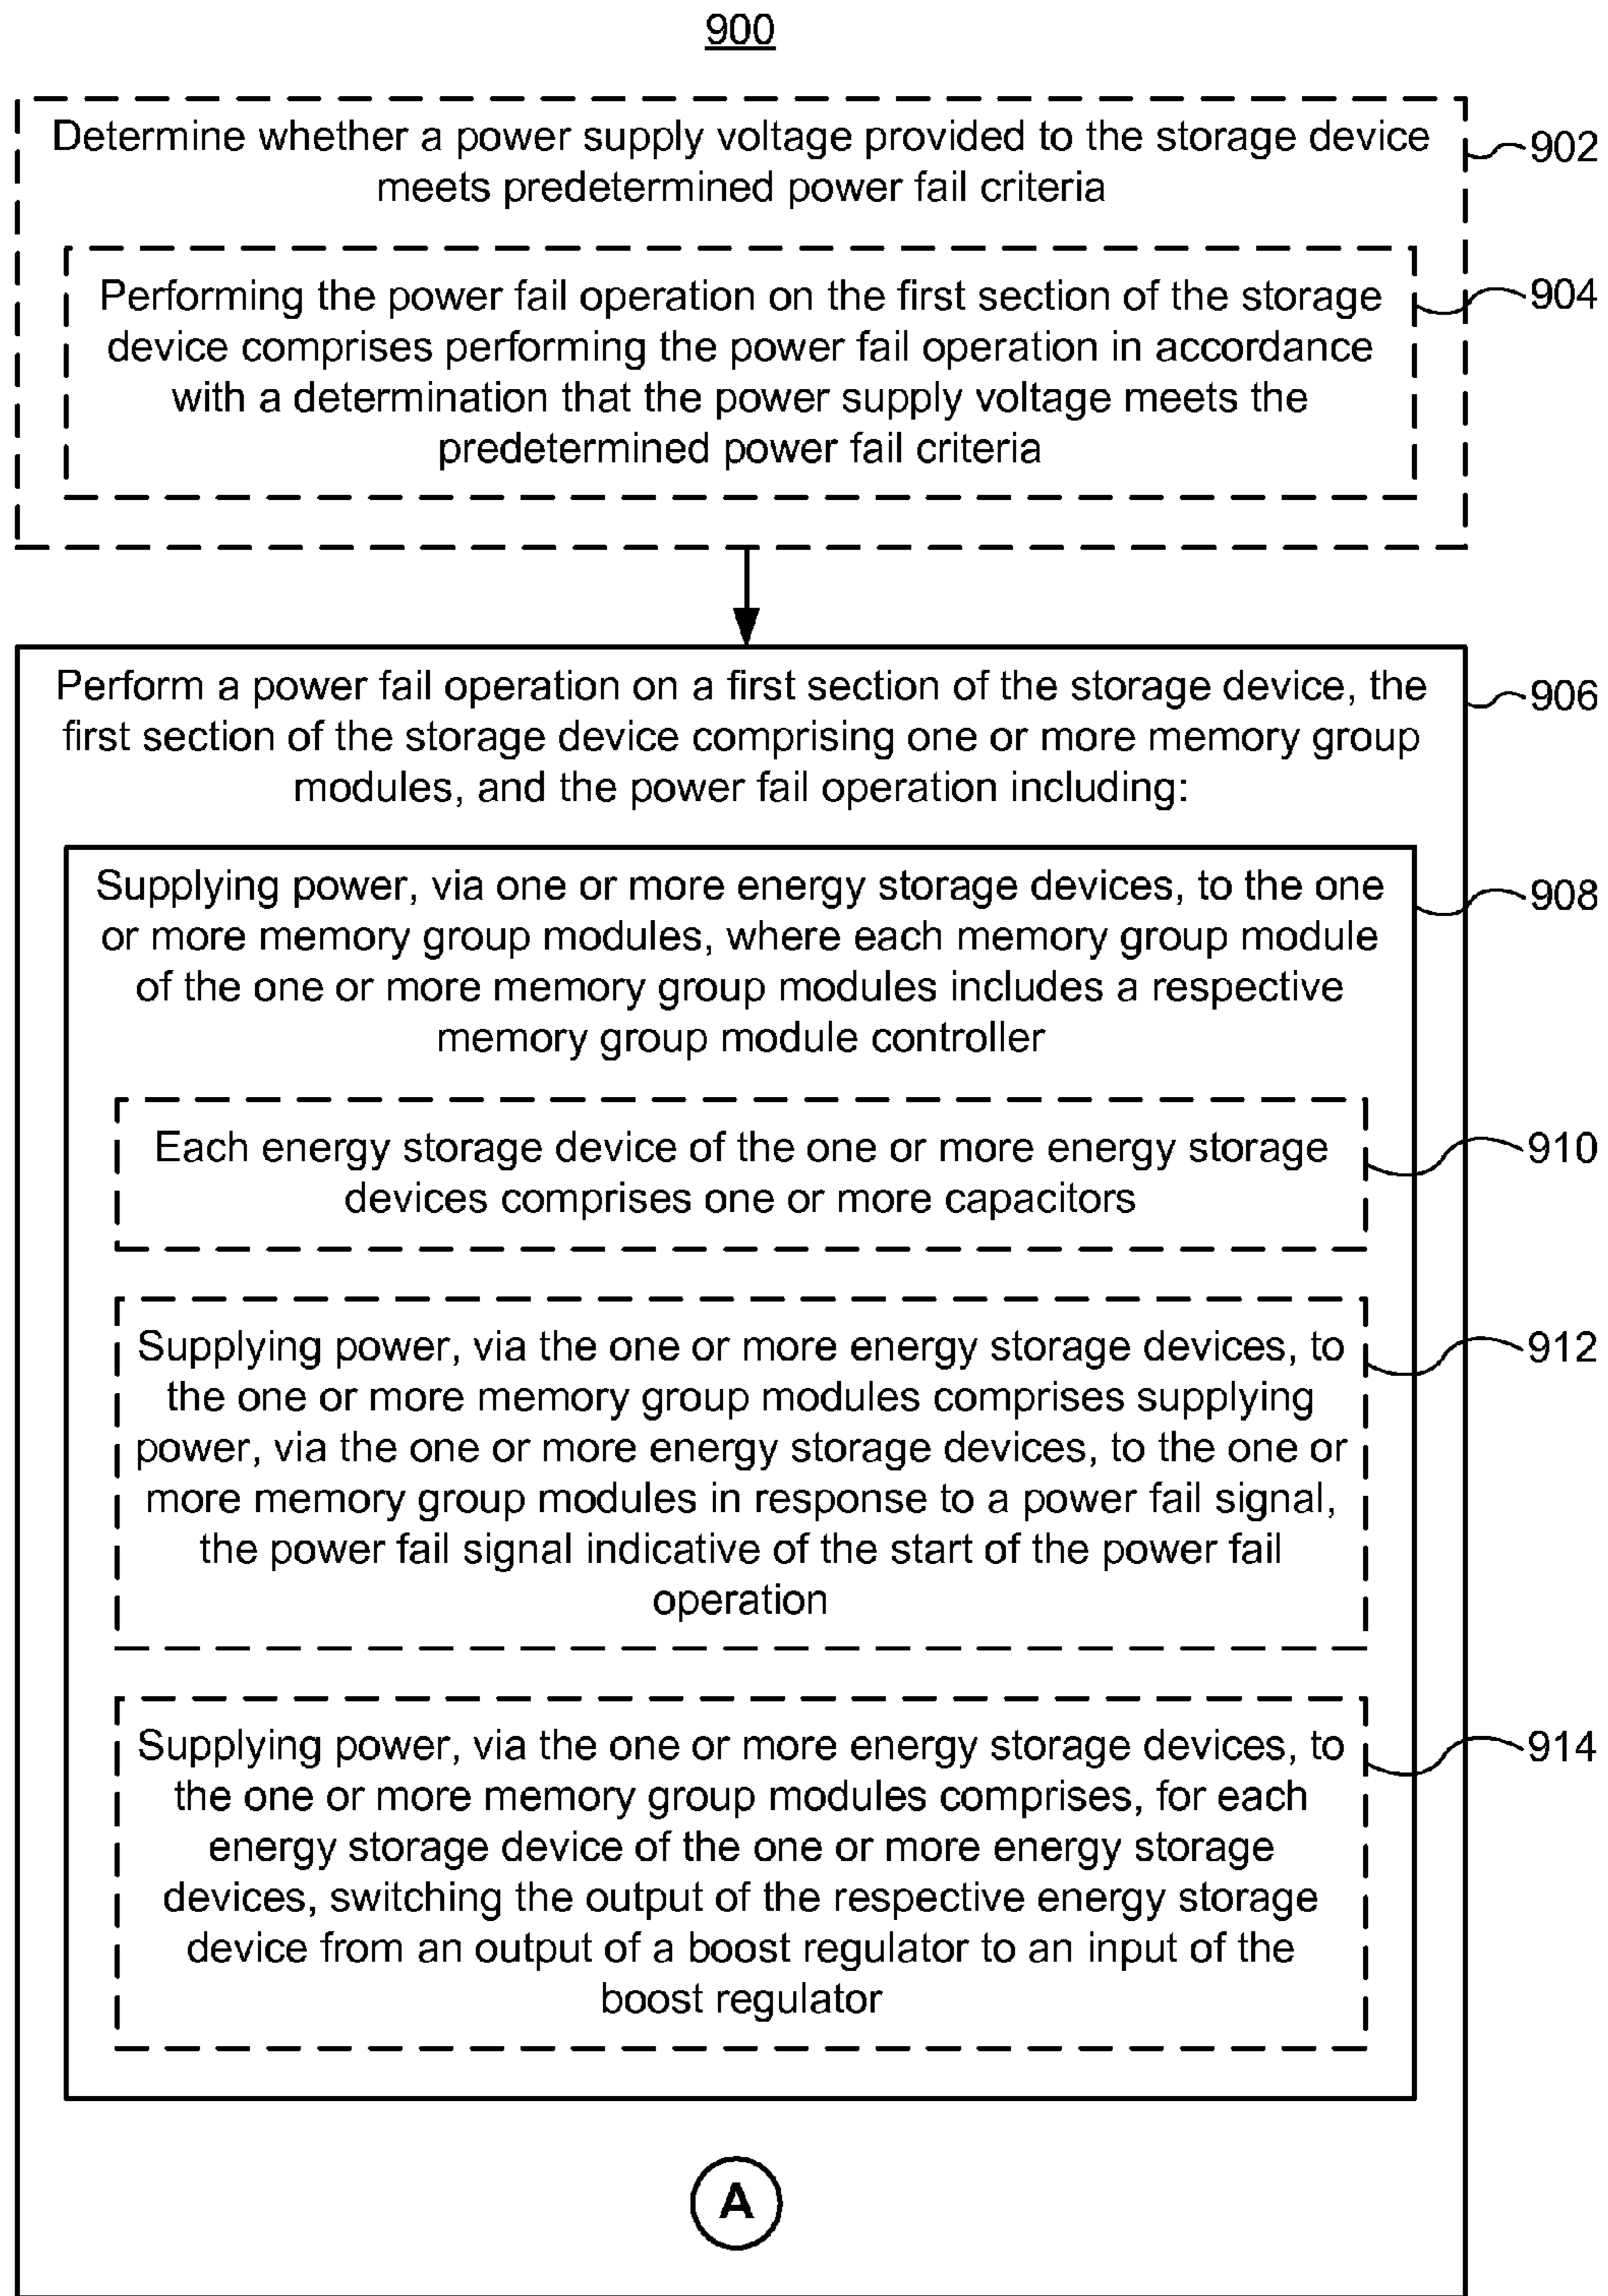 900
Determine whether a power supply voltage provided to the storage device
meets predetermined power fail criteria
902
Performing the power fail operation on the first section of the storage
device comprises performing the power fail operation in accordance
with a determination that the power supply voltage meets the
predetermined power fail criteria
904
Perform a power fail operation on a first section of the storage device, the
first section of the storage device comprising one or more memory group
modules, and the power fail operation including:
906
Supplying power, via one or more energy storage devices, to the one
or more memory group modules, where each memory group module
of the one or more memory group modules includes a respective
memory group module controller
908
Each energy storage device of the one or more energy storage
devices comprises one or more capacitors
910
Supplying power, via the one or more energy storage devices, to
the one or more memory group modules comprises supplying
power, via the one or more energy storage devices, to the one or
more memory group modules in response to a power fail signal,
the power fail signal indicative of the start of the power fail
operation
912
Supplying power, via the one or more energy storage devices, to
the one or more memory group modules comprises, for each
energy storage device of the one or more energy storage
devices, switching the output of the respective energy storage
device from an output of a boost regulator to an input of the
boost regulator
914
A